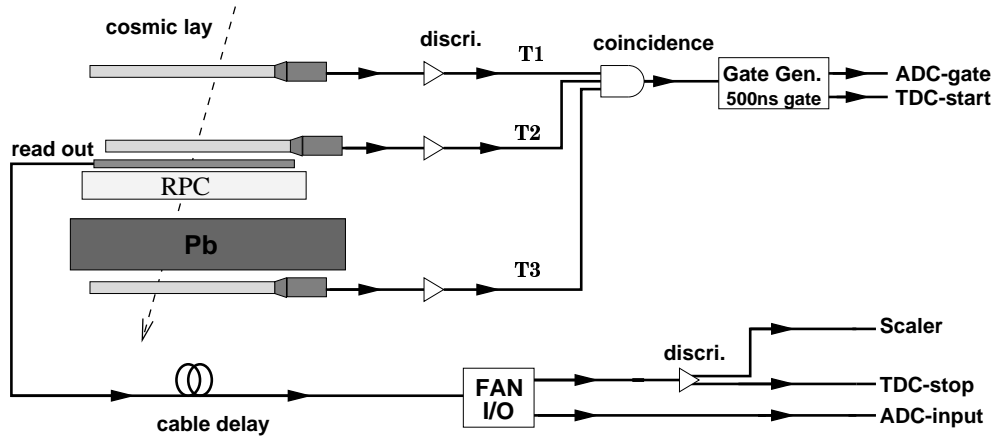 cosmic lay
discri.
T1
coincidence
Gate Gen.
500ns gate
ADC-gate
TDC-start
read out
T2
RPC
Pb
T3
Scaler
discri.
FAN
I/O
TDC-stop
ADC-input
cable delay